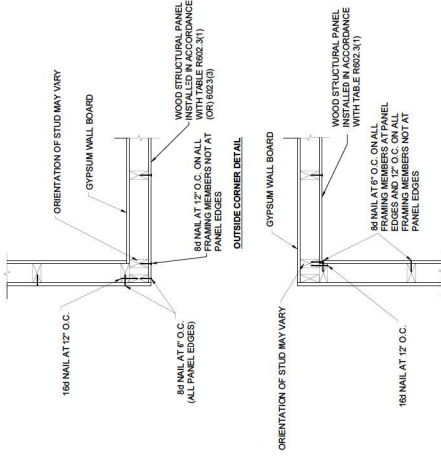 ORIENTATION OF STUD MAY VARY
GYPSUM WALL BOARD
WOOD STRUCTURAL PANEL
INSTALLED IN ACCORDANCE
WITH TABLE R602.3(1)
(OR) 602.3(3)
16d NAIL AT 12" O.C.
8d NAIL AT 12" O.C. ON ALL
FRAMING MEMBERS NOT AT
PANEL EDGES
8d NAIL AT 6" O.C.
(ALL PANEL EDGES)
OUTSIDE CORNER DETAIL
GYPSUM WALL BOARD
WOOD STRUCTURAL PANEL
INSTALLED IN ACCORDANCE
WITH TABLE R602.3(1)
8d NAIL AT 6" O.C. ON ALL
FRAMING MEMBERS AT PANEL
EDGES AND 12" O.C. ON ALL
FRAMING MEMBERS NOT AT
PANEL EDGES
ORIENTATION OF STUD MAY VARY
16d NAIL AT 12' O.C.